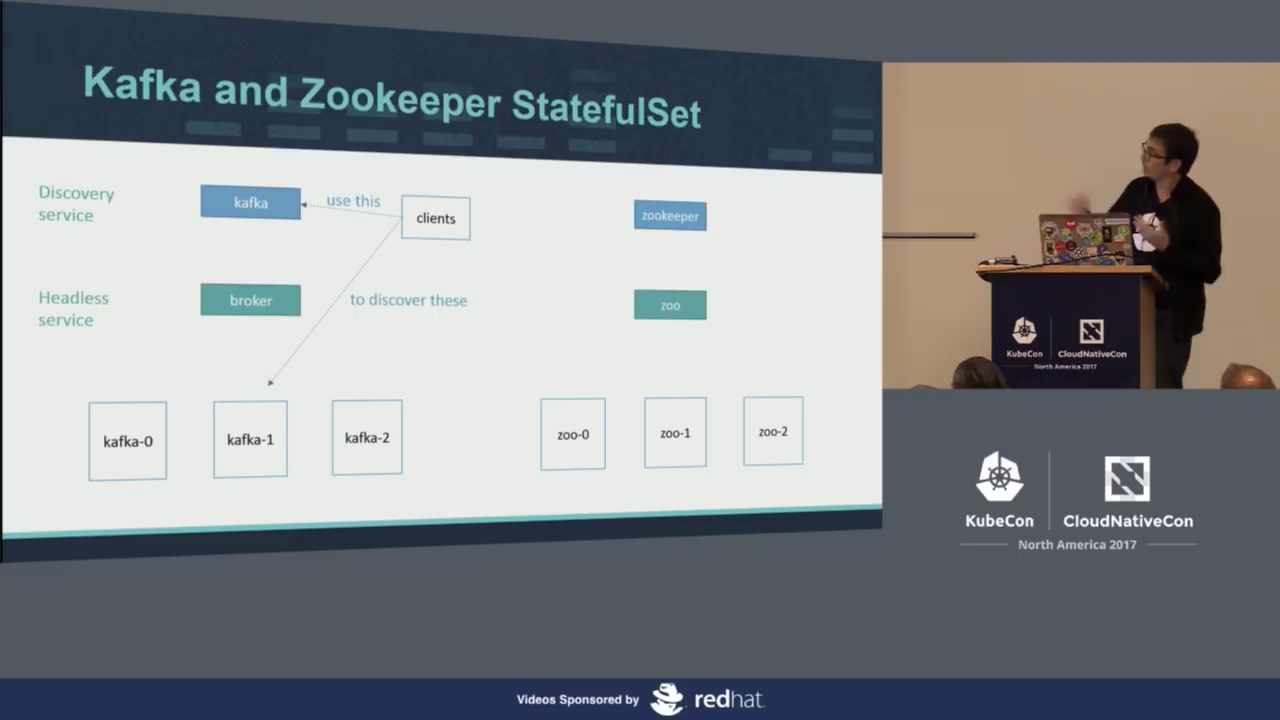 Kafka and Zookeeper StatefulSet
Discovery
service
kafka
use this
clients
zookeeper
Headless
service
broker
to discover these
zoo
kafka-0
kafka-1
kafka-2
zoo-0
zoo-1
zoo-2
KubeCon
CloudNativeCon
North America 2017
KubeCon
CloudNativeCon
North America 2017
Videos Sponsored by
redhat